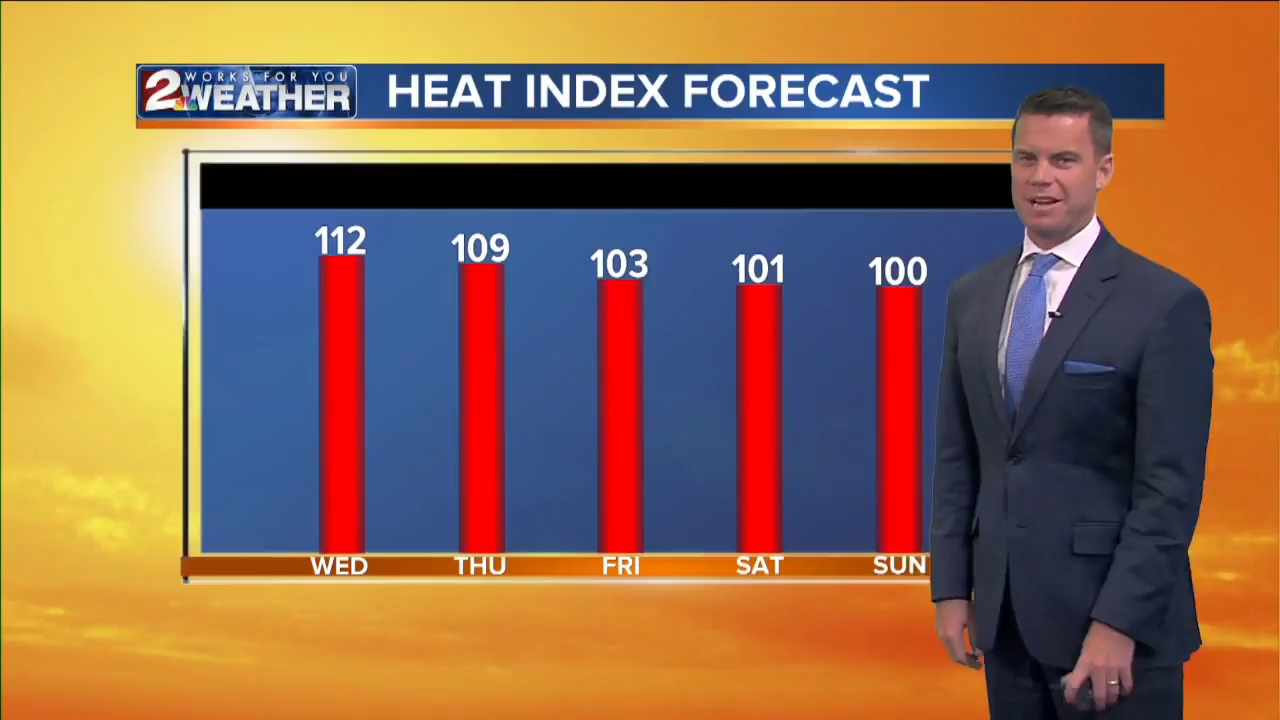 2 WORKS FOR YOU
WEATHER
HEAT INDEX FORECAST
112 109 103 101 100
WED THU FRI SAT SUN